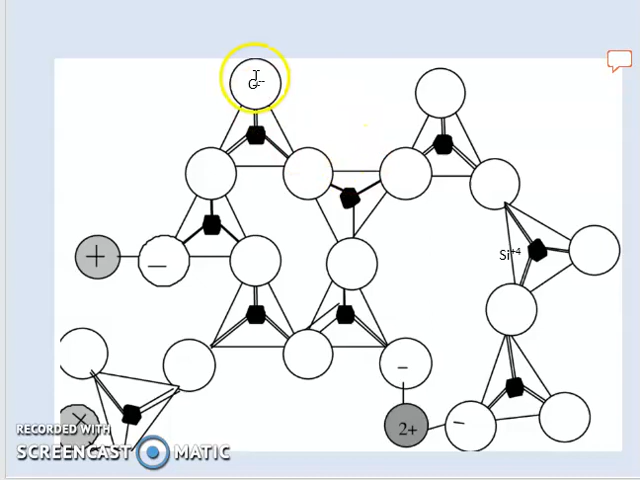 +
−
Si+4
−
2+
−
RECORDED WITH
SCREENCAST MATIC